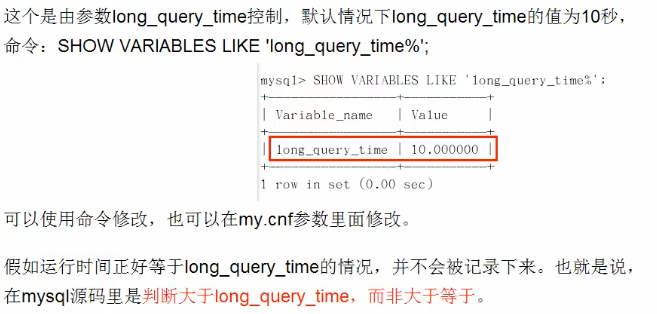 这个是由参数long_query_time控制，默认情况下long_query_time的值为10秒，
命令：SHOW VARIABLES LIKE 'long_query_time%';
mysql> SHOW VARIABLES LIKE 'long_query_time%';
+-----------------+-----------+
| Variable_name | Value |
+-----------------+-----------+
| long_query_time | 10.000000 |
+-----------------+-----------+
1 row in set (0.00 sec)
可以使用命令修改，也可以在my.cnf参数里面修改。
假如运行时间正好等于long_query_time的情况，并不会被记录下来。也就是说，
在mysql源码里是判断大于long_query_time，而非大于等于。